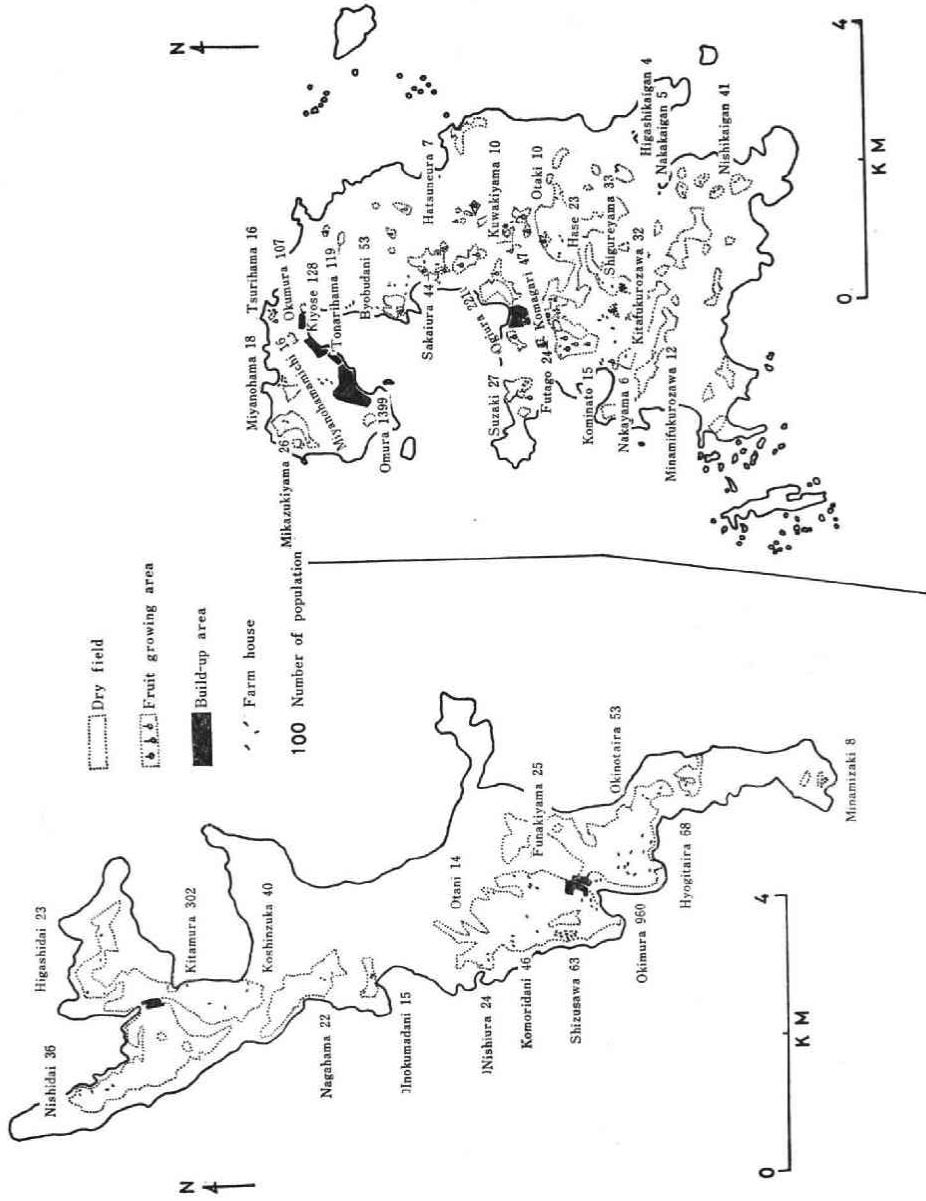 N
Nishidai 36
Higashidai 23
Kitamura 302
Koshinzuka 40
Nagahama 22
Inokumadani 15
Nishiura 24
Otani 14
Komoridani 46
Funakiyama 25
Shizusawa 63
Okinotaira 53
Okimura 960
Hyogitaira 68
Minamizaki 8
0
4
K M
Dry field
Fruit growing area
Build-up area
Farm house
100 Number of population
N
Mikazukiyama 26
Miyanohama 18
Tsurihama 16
Miyanohamamichi 16
Okumura 107
Kiyose 128
Tonarihama 119
Omura 1399
Byobudani 53
Sakaiura 44
Hatsuneura 7
Kuwakiyama 10
Suzaki 27
Futago 24
Komagari 47
Otaki 10
Hase 23
Kominato 15
Shigureyama 33
Nakayama 6
Kitafukurozawa 32
Minamifukurozawa 12
Higashikaigan 4
Nakakaigan 5
Nishikaigan 41
0
4
K M